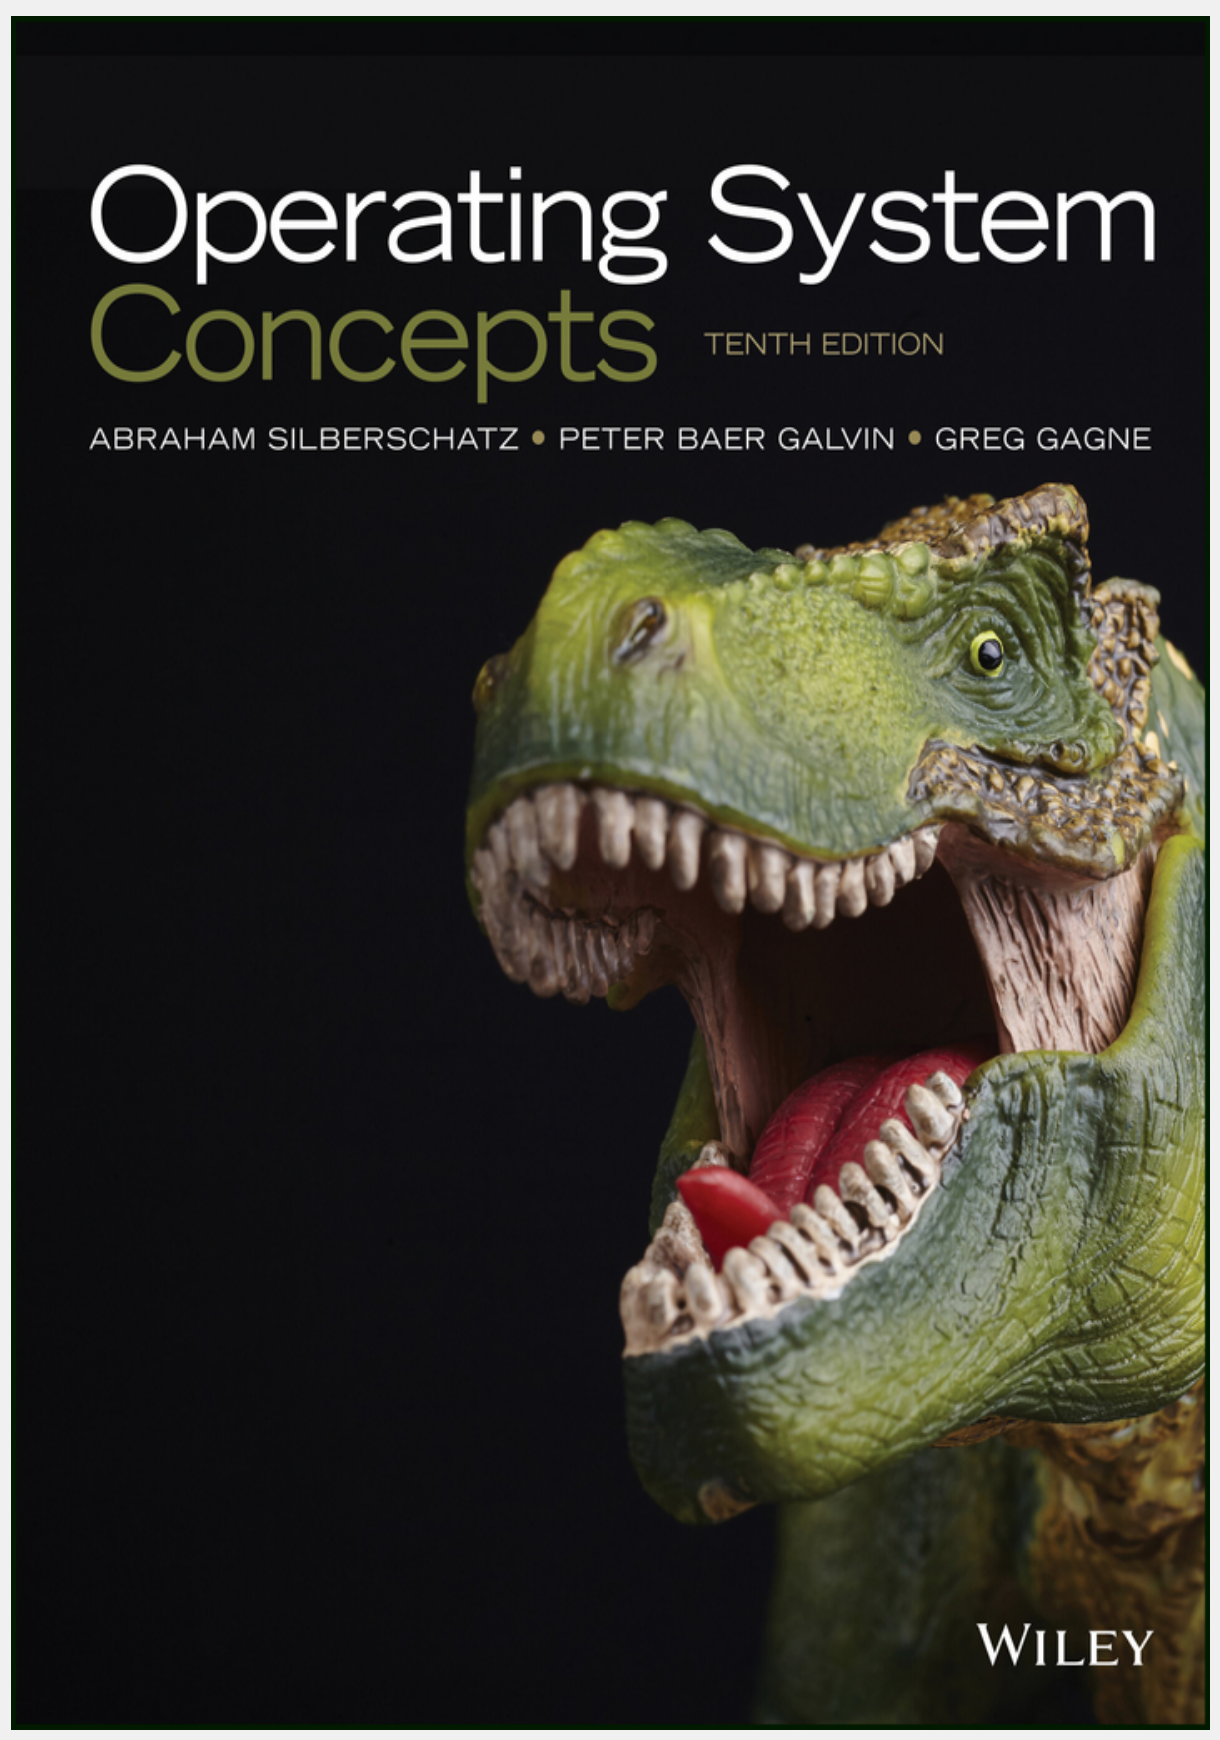 Operating System
Concepts TENTH EDITION
ABRAHAM SILBERSCHATZ • PETER BAER GALVIN • GREG GAGNE
WILEY